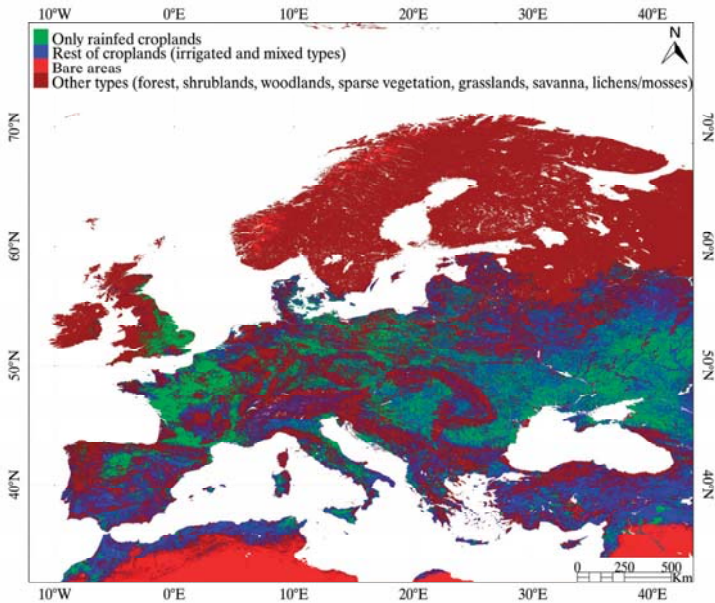 10°W 0°E 10°E 20°E 30°E 40°E
Only rainfed croplands
Rest of croplands (irrigated and mixed types)
Bare areas
Other types (forest, shrublands, woodlands, sparse vegetation, grasslands, savanna, lichens/mosses)
N
70°N 70°N
60°N 60°N
50°N 50°N
40°N 40°N
0 250 500
Km
10°W 0°E 10°E 20°E 30°E 40°E